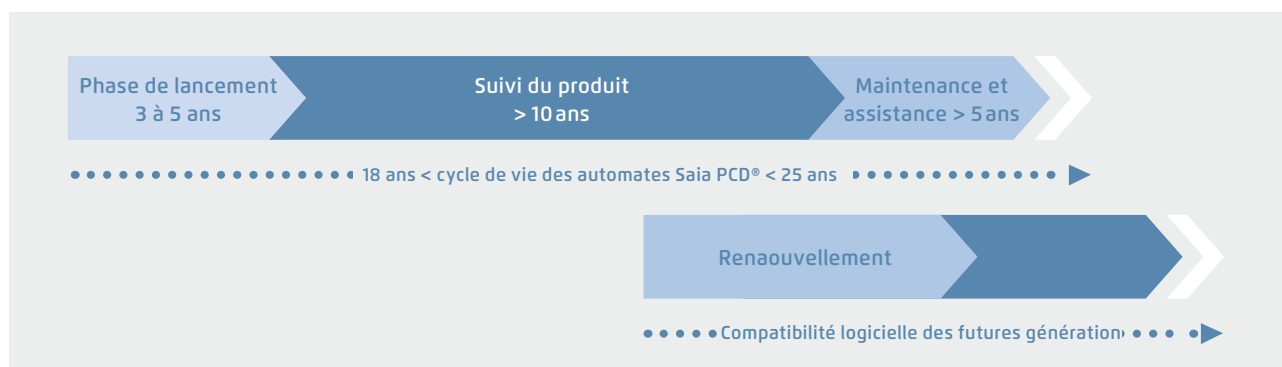 Phase de lancement
3 à 5 ans
Suivi du produit
> 10 ans
Maintenance et
assistance > 5 ans
18 ans < cycle de vie des automates Saia PCD® < 25 ans
Renaouvellement
Compatibilité logicielle des futures génération